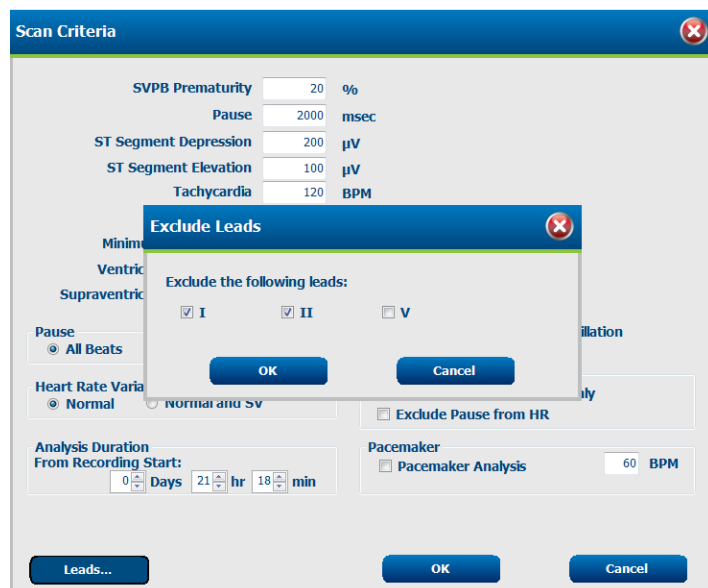 Scan Criteria
SVPB Prematurity 20 %
Pause 2000 msec
ST Segment Depression 200 µV
ST Segment Elevation 100 µV
Tachycardia 120 BPM
Exclude Leads
Exclude the following leads:
I II V
OK Cancel
Pause
All Beats
Heart Rate
Normal Normal and SV
Exclude Pause from HR
Analysis Duration
From Recording Start:
0 Days 21 hr 18 min
Pacemaker
Pacemaker Analysis 60 BPM
Leads... OK Cancel